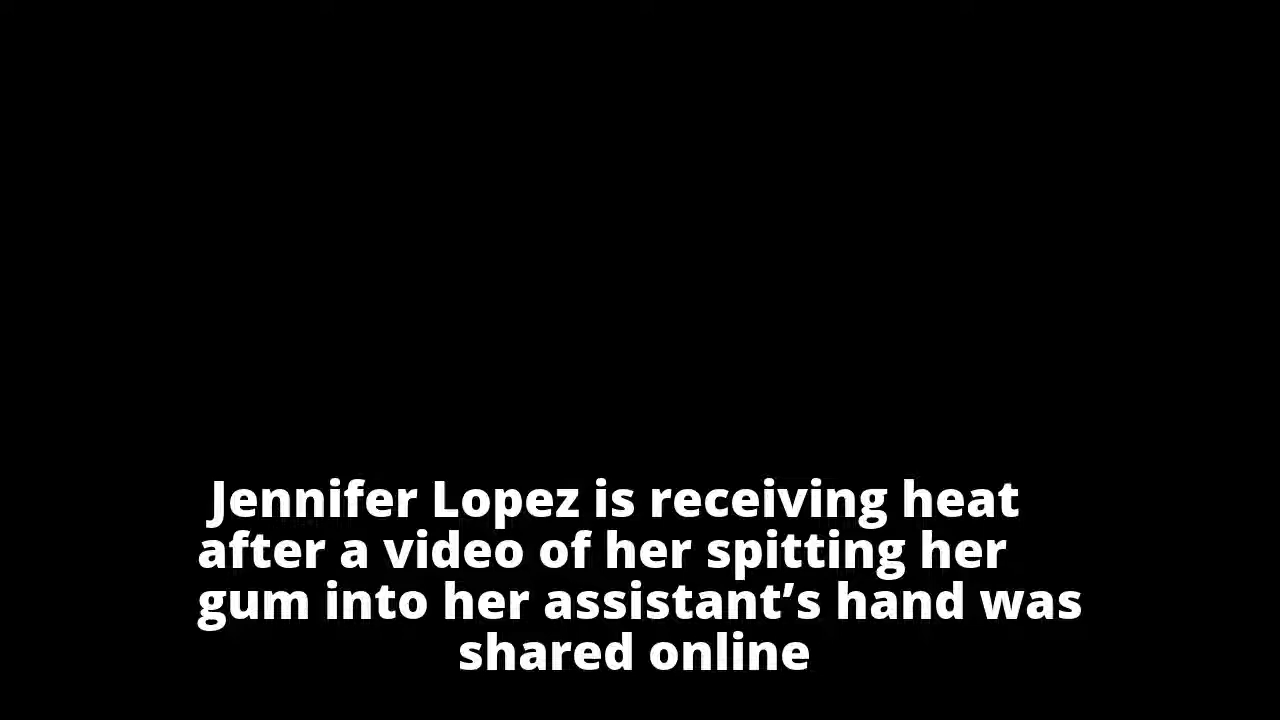 Jennifer Lopez is receiving heat
after a video of her spitting her
gum into her assistant’s hand was
shared online